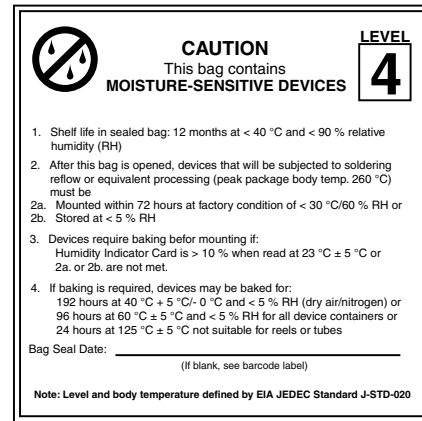 LEVEL
CAUTION
4
This bag contains
MOISTURE-SENSITIVE DEVICES
1. Shelf life in sealed bag: 12 months at < 40 °C and < 90 % relative
humidity (RH)
2. After this bag is opened, devices that will be subjected to soldering
reflow or equivalent processing (peak package body temp. 260 °C)
must be
2a. Mounted within 72 hours at factory condition of < 30 °C/60 % RH or
2b. Stored at < 5 % RH
3. Devices require baking befor mounting if:
Humidity Indicator Card is > 10 % when read at 23 °C ± 5 °C or
2a. or 2b. are not met.
4. If baking is required, devices may be baked for:
192 hours at 40 °C + 5 °C/- 0 °C and < 5 % RH (dry air/nitrogen) or
96 hours at 60 °C ± 5 °C and < 5 % RH for all device containers or
24 hours at 125 °C ± 5 °C not suitable for reels or tubes
Bag Seal Date:
(If blank, see barcode label)
Note: Level and body temperature defined by EIA JEDEC Standard J-STD-020